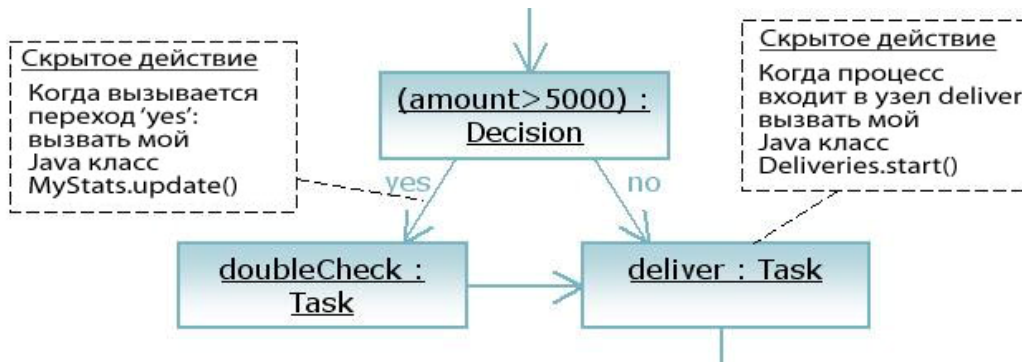 Скрытое действие
Когда вызывается
переход 'yes':
вызвать мой
Java класс
MyStats.update()
(amount>5000) :
Decision
Скрытое действие
Когда процесс
входит в узел deliver
вызвать мой
Java класс
Deliveries.start()
yes
no
doubleCheck :
Task
deliver : Task